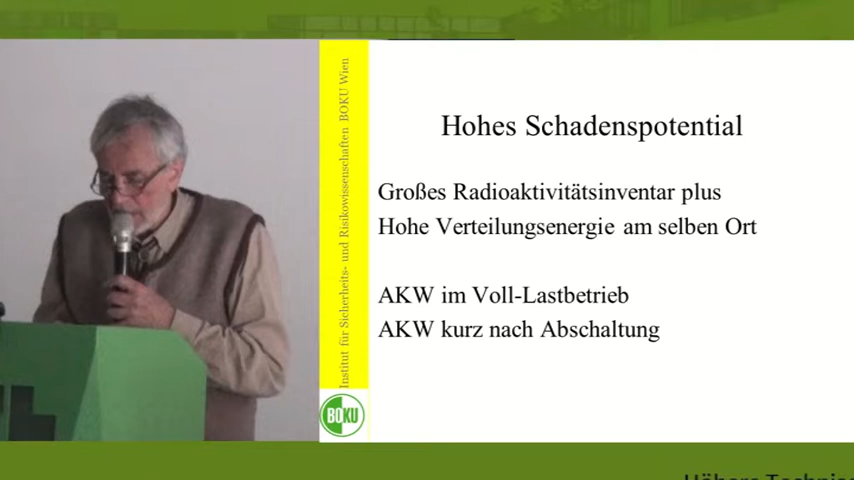 Hohes Schadenspotential
Großes Radioaktivitätsinventar plus
Hohe Verteilungsenergie am selben Ort
AKW im Voll-Lastbetrieb
AKW kurz nach Abschaltung
Institut für Sicherheits- und Risikowissenschaften BOKU Wien
BOKU